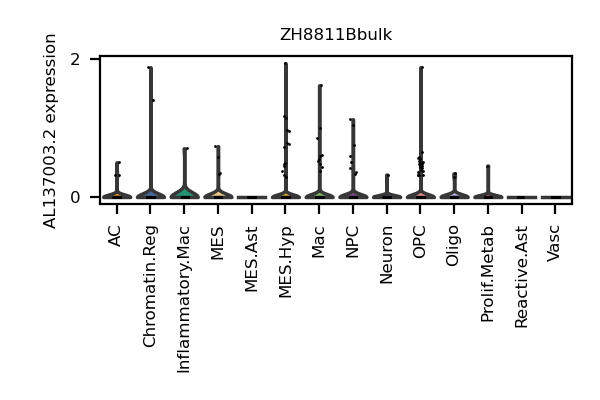 ZH8811Bbulk
AL137003.2 expression
2
0
AC
Chromatin.Reg
Inflammatory.Mac
MES
MES.Ast
MES.Hyp
Mac
NPC
Neuron
OPC
Oligo
Prolif.Metab
Reactive.Ast
Vasc